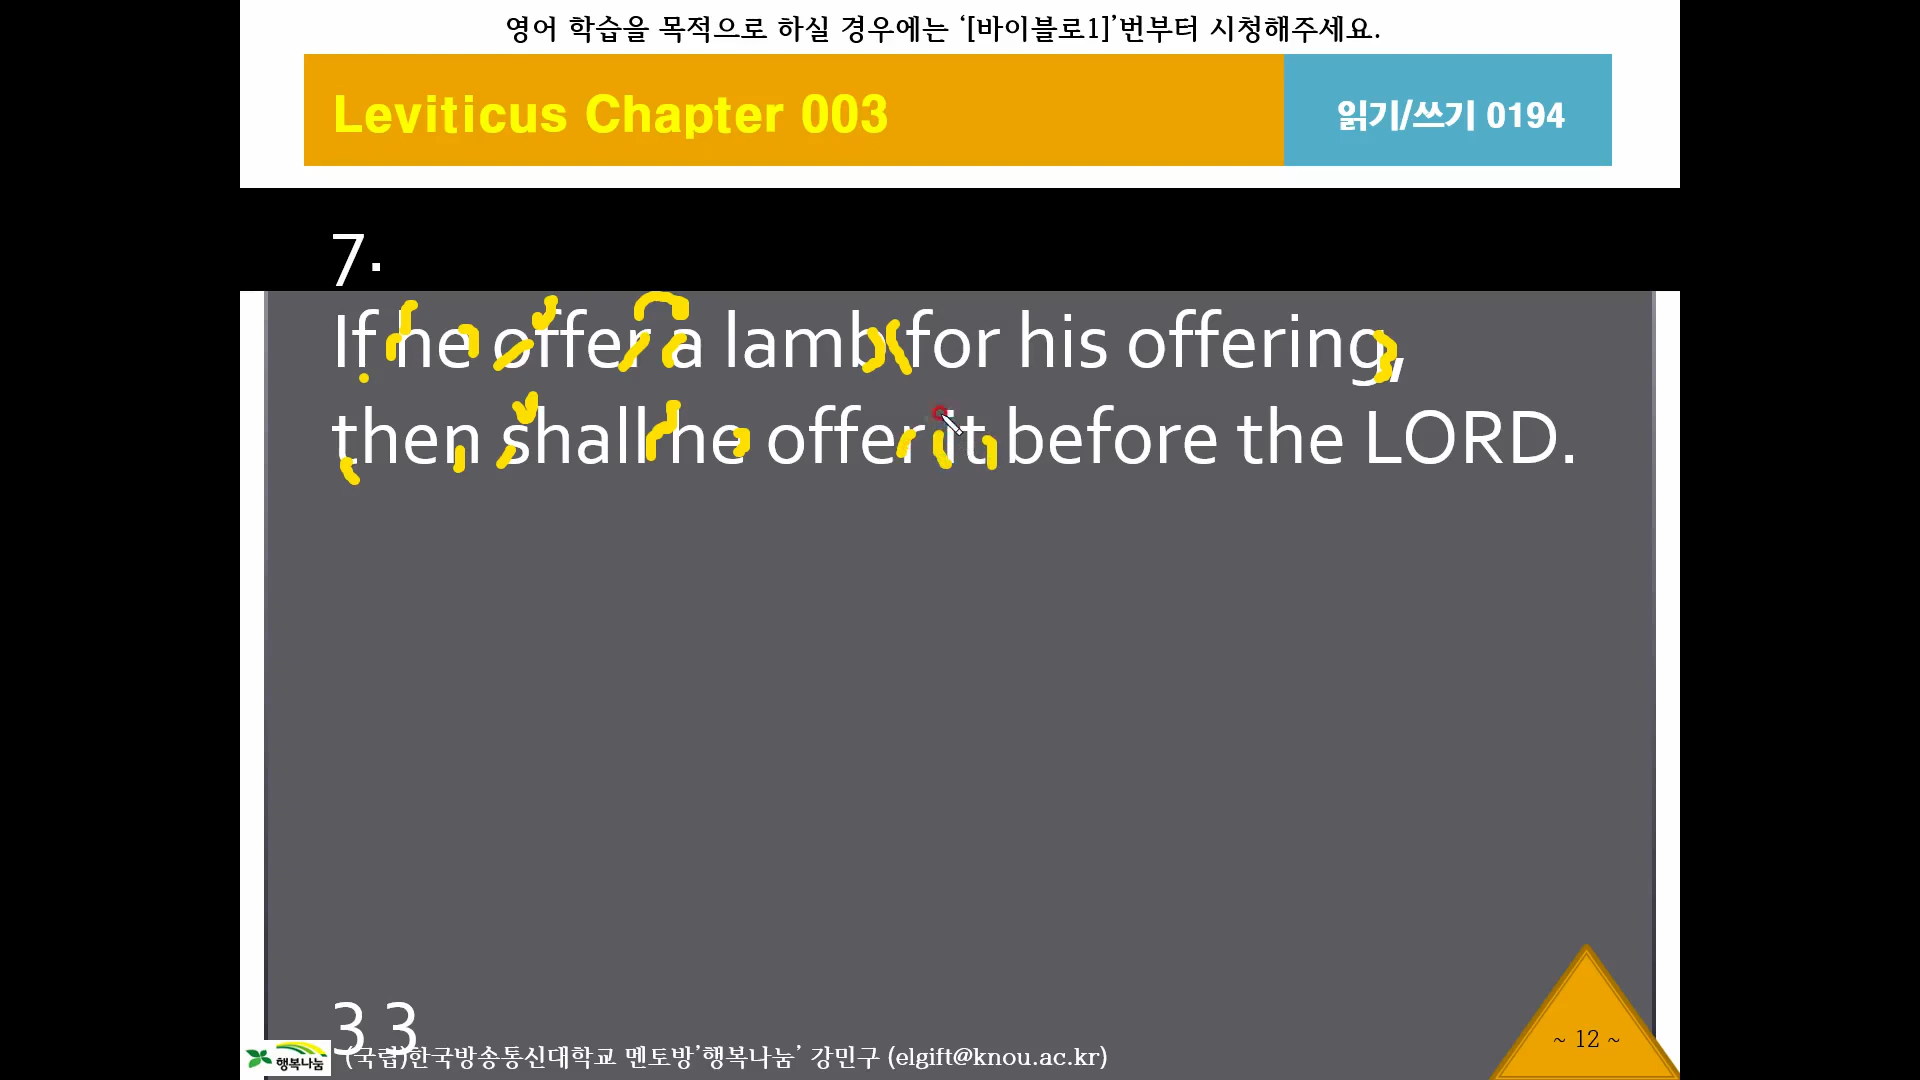 영어 학습을 목적으로 하실 경우에는 ‘[바이블로1]’번부터 시청해주세요.
Leviticus Chapter 003
읽기/쓰기 0194
7.
If he offer a lamb for his offering,
then shall he offer it before the LORD.
3 3
행복나눔
(국립)한국방송통신대학교 멘토방’행복나눔’ 강민구 (elgift@knou.ac.kr)
~ 12 ~